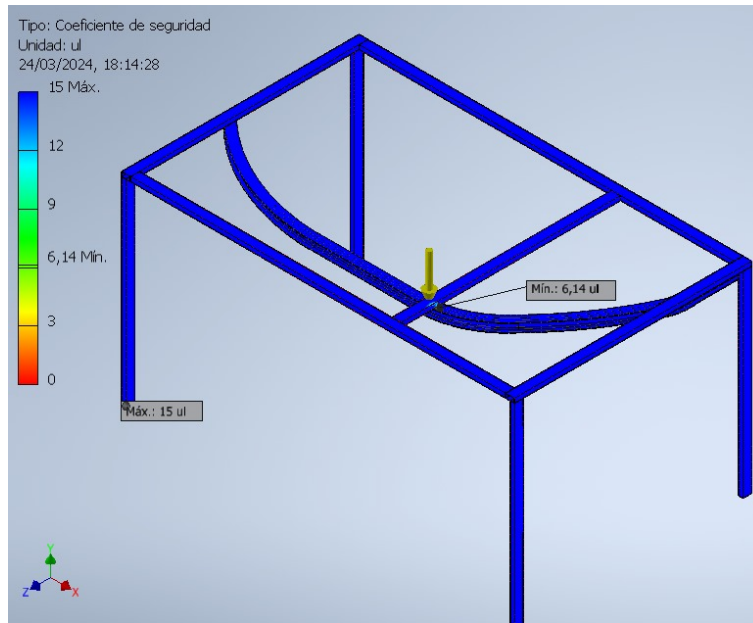 Tipo: Coeficiente de seguridad
Unidad: ul
24/03/2024, 18:14:28
15 Máx.
12
9
6,14 Mín.
3
0
Mín.: 6,14 ul
Máx.: 15 ul
Y
Z
X